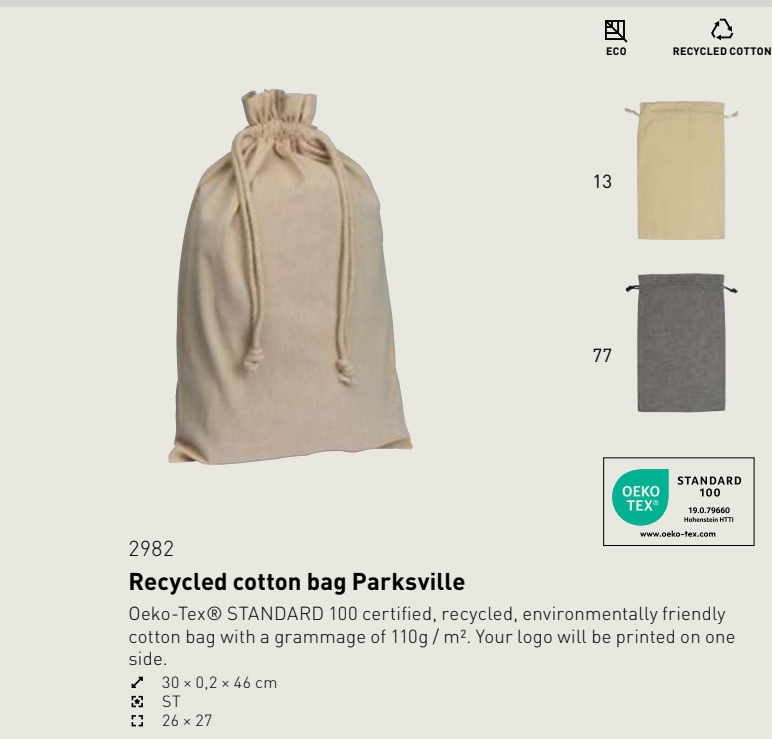 ECO
RECYCLED COTTON
13
77
OEKO
TEX®
STANDARD
100
19.0.79660
Hohenstein HTTI
www.oeko-tex.com
2982
Recycled cotton bag Parksville
Oeko-Tex® STANDARD 100 certified, recycled, environmentally friendly
cotton bag with a grammage of 110g / m². Your logo will be printed on one
side.
30 × 0,2 × 46 cm
ST
26 × 27